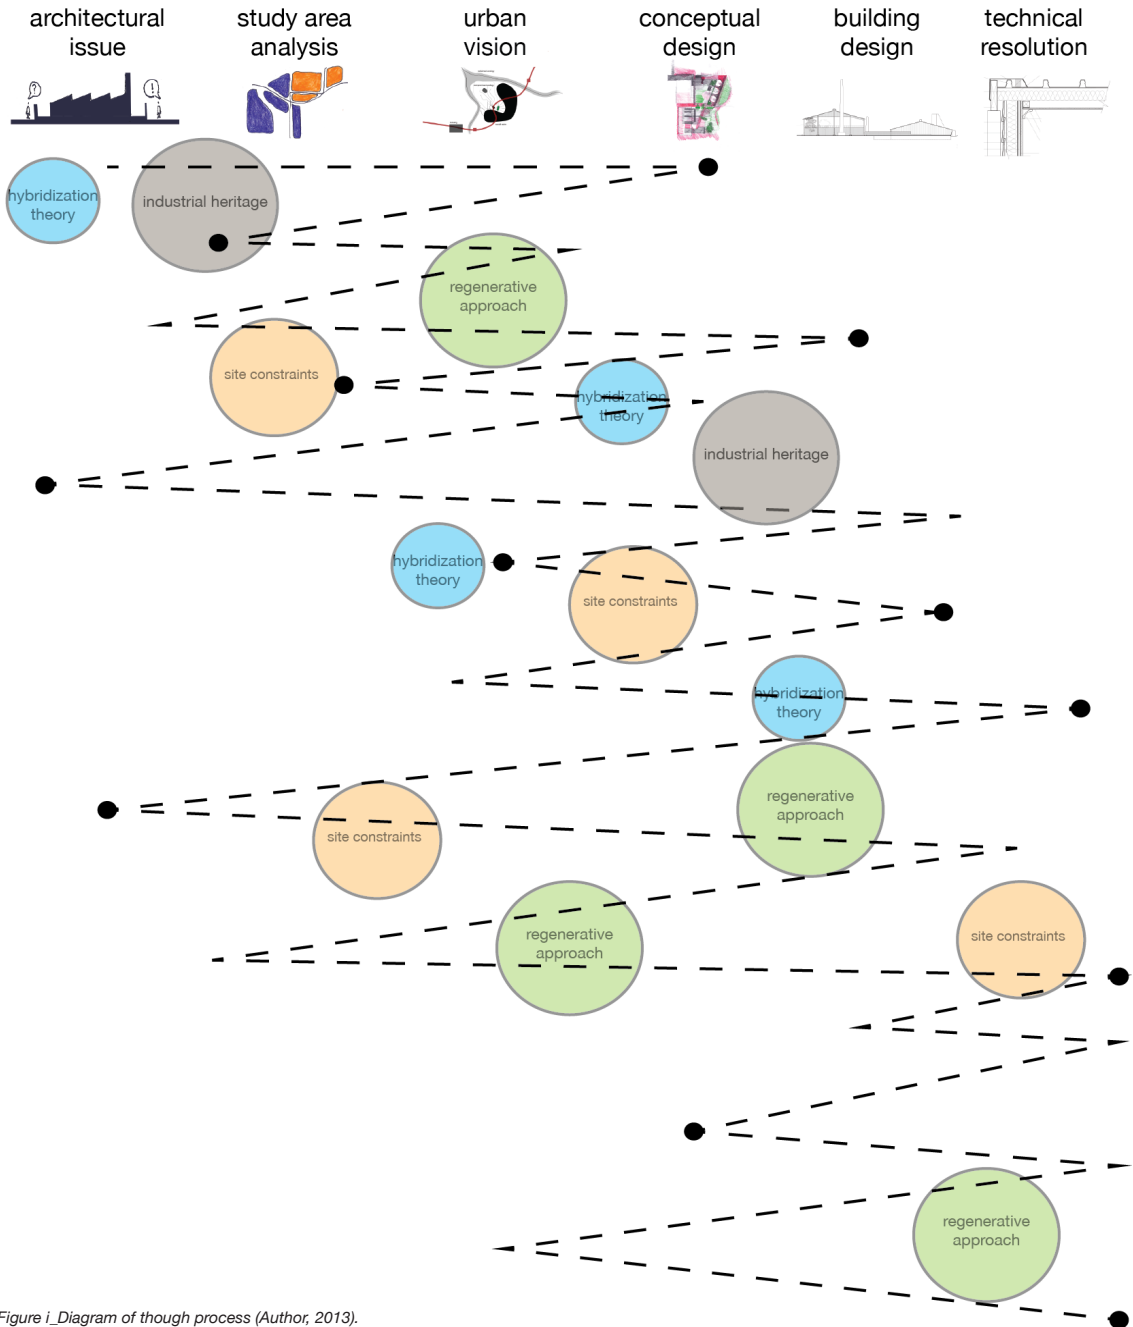 architectural
issue
study area
analysis
urban
vision
conceptual
design
building
design
technical
resolution
?
!
hybridization
theory
industrial heritage
regenerative
approach
site constraints
hybridization
theory
industrial heritage
hybridization
theory
site constraints
hybridization
theory
regenerative
approach
site constraints
regenerative
approach
site constraints
regenerative
approach
Figure i_Diagram of though process (Author, 2013).